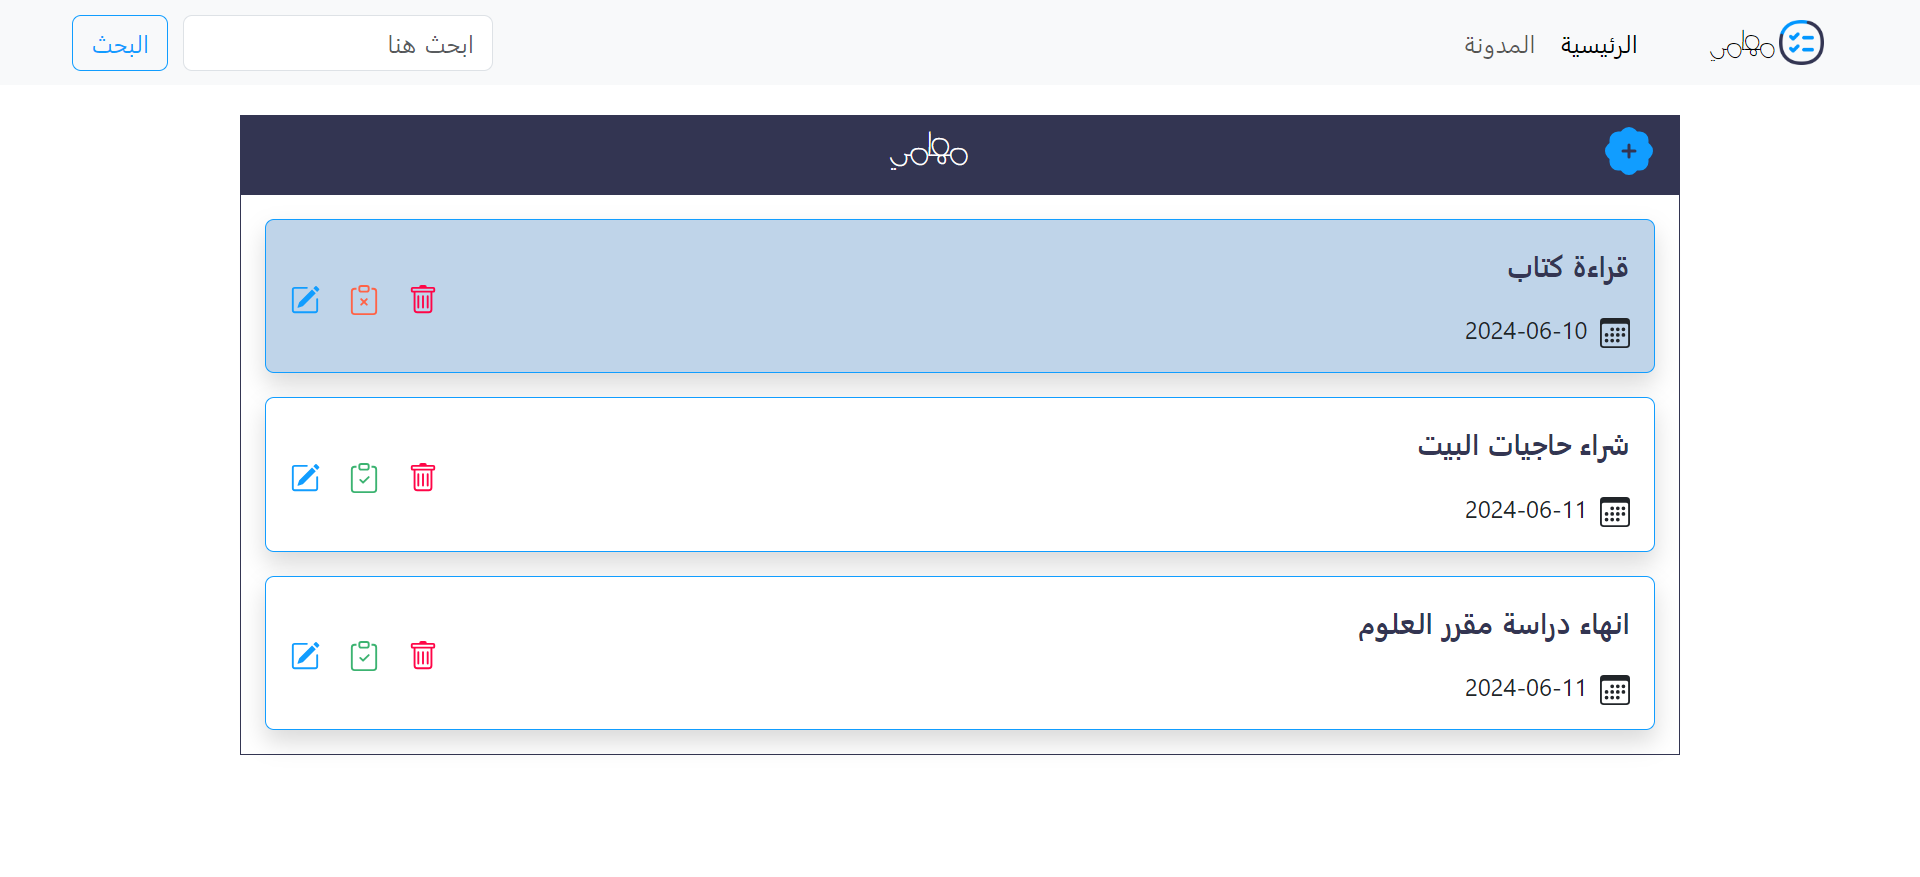 مهامي
الرئيسية
المدونة
ابحث هنا
البحث
مهامي
قراءة كتاب
2024-06-10
شراء حاجيات البيت
2024-06-11
انهاء دراسة مقرر العلوم
2024-06-11